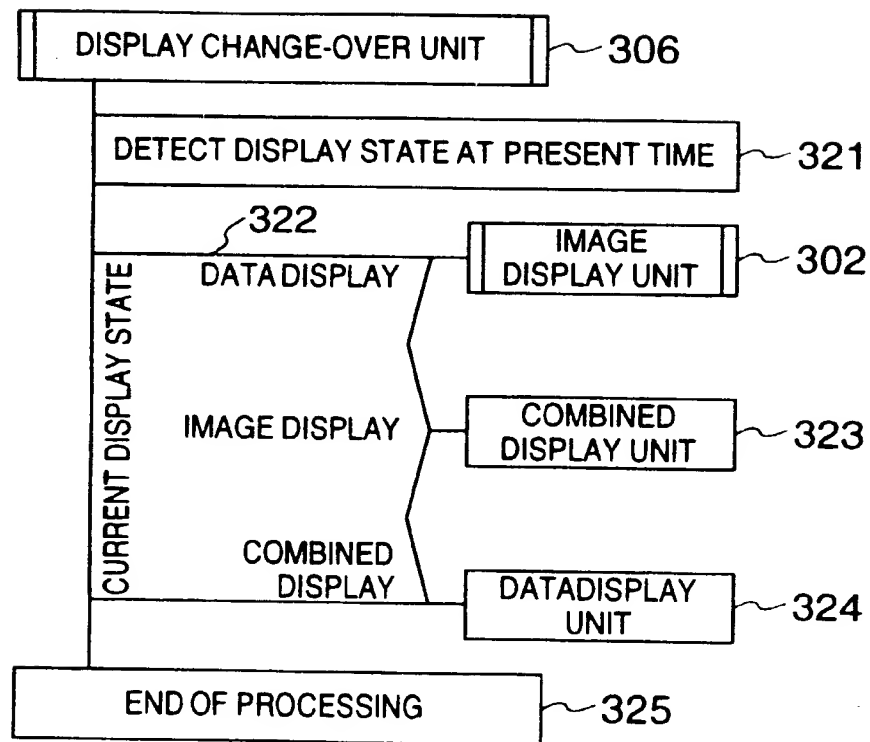 DISPLAY CHANGE-OVER UNIT
306
DETECT DISPLAY STATE AT PRESENT TIME
321
322
CURRENT DISPLAY STATE
DATA DISPLAY
IMAGE
DISPLAY UNIT
302
IMAGE DISPLAY
COMBINED
DISPLAY UNIT
323
COMBINED
DISPLAY
DATADISPLAY
UNIT
324
END OF PROCESSING
325